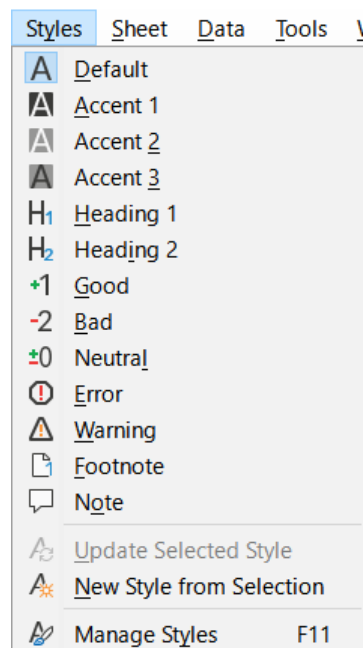 Styles Sheet Data Tools
Default
Accent 1
Accent 2
Accent 3
Heading 1
Heading 2
Good
Bad
Neutral
Error
Warning
Footnote
Note
Update Selected Style
New Style from Selection
Manage Styles F11